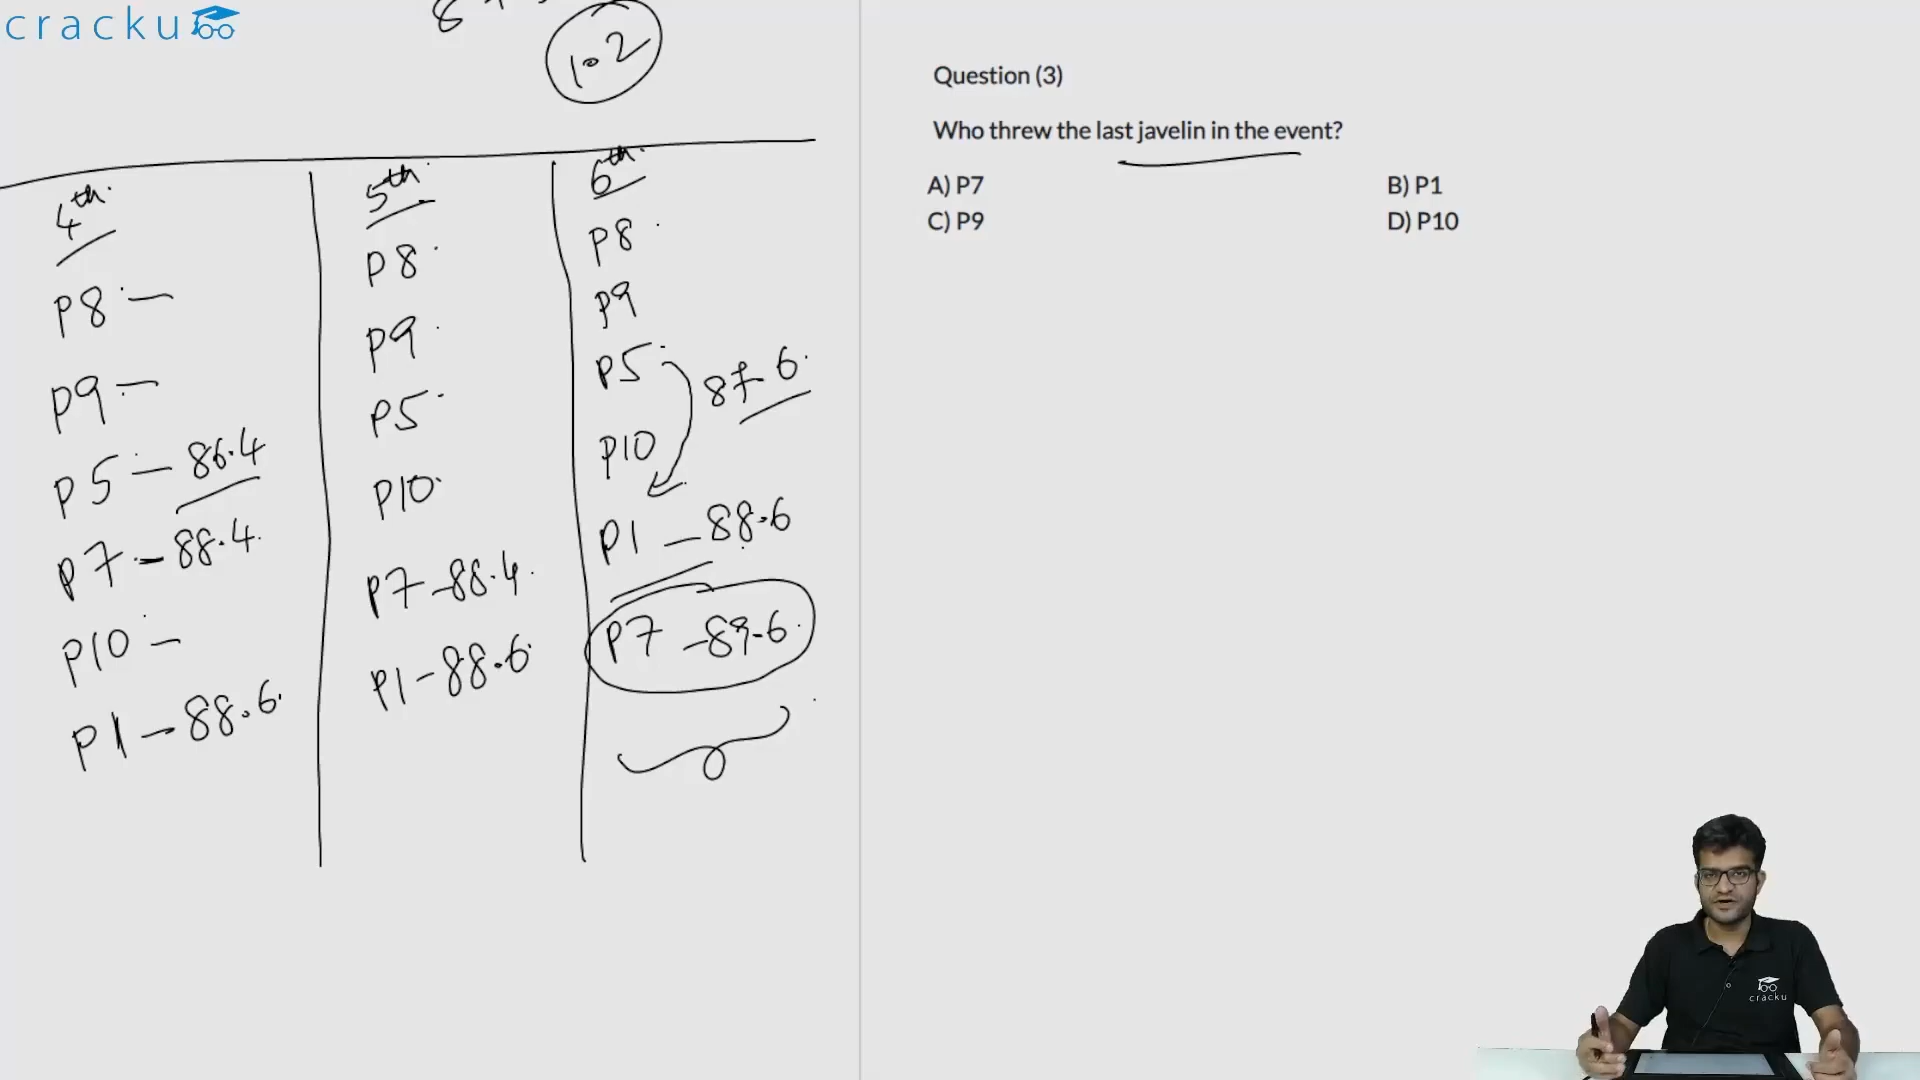 cracku
10.2
4th
P8 -
P9 -
P5 - 86.4
P7 - 88.4
P10 -
P1 - 88.6
5th
P8
P9
P5
P10
P7 - 88.4
P1 - 88.6
6th
P8
P9
P5
87.6
P10
P1 - 88.6
P7 - 89.6
Question (3)
Who threw the last javelin in the event?
A) P7
B) P1
C) P9
D) P10
cracku